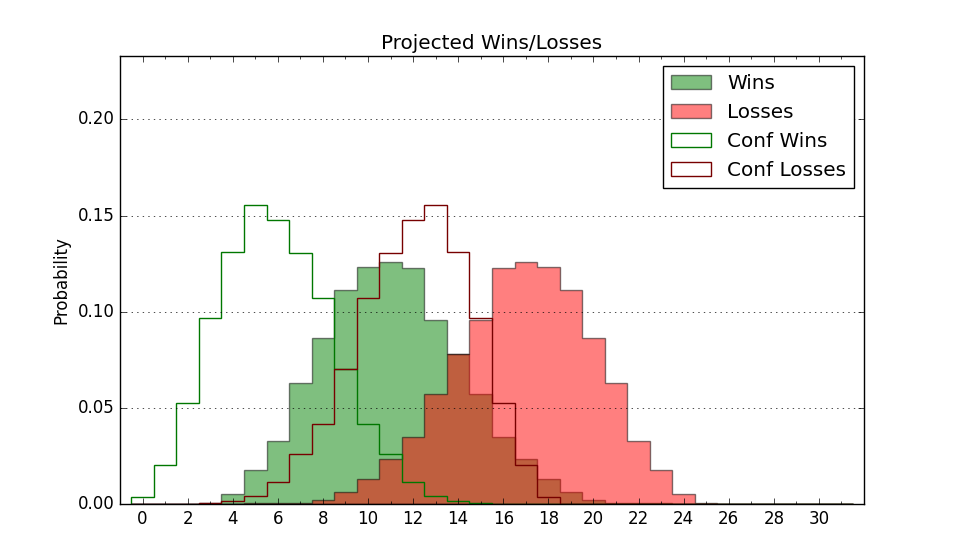 Projected Wins/Losses
Probability
0.20
0.15
0.10
0.05
0.00
Wins
Losses
Conf Wins
Conf Losses
0 2 4 6 8 10 12 14 16 18 20 22 24 26 28 30